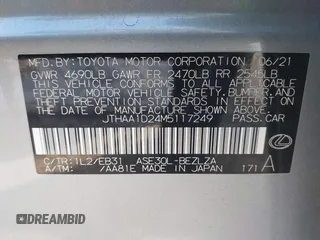 MFD.BY:TOYOTA MOTOR CORPORATION 06/21
GVWR 4690LB GAWR FR 2470LB RR 2546LB
THIS VEHICLE CONFORMS TO ALL APPLICABLE
FEDERAL MOTOR VEHICLE SAFETY, BUMPER, AND
THEFT PREVENTION STANDARDS IN EFFECT ON THE DATE
OF MANUFACTURE SHOWN ABOVE.
JTHAA1D24M5117249 PASS.CAR
C/TR:1L2/EB31 ASE30L-BEZLZA
A/TM: /AA81E MADE IN JAPAN 171 A
AUTOBIDCAR